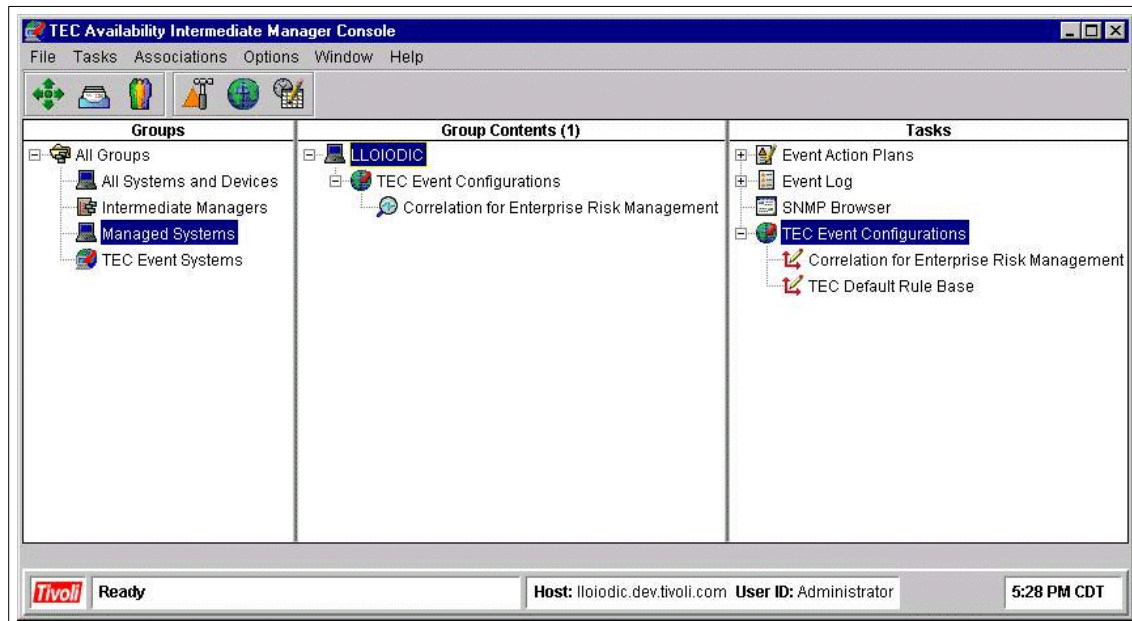 TEC Availability Intermediate Manager Console
File Tasks Associations Options Window Help
Groups
All Groups
All Systems and Devices
Intermediate Managers
Managed Systems
TEC Event Systems
Group Contents (1)
LLOIODIC
TEC Event Configurations
Correlation for Enterprise Risk Management
Tasks
Event Action Plans
Event Log
SNMP Browser
TEC Event Configurations
Correlation for Enterprise Risk Management
TEC Default Rule Base
Tivoli Ready Host: lloiodic.dev.tivoli.com User ID: Administrator 5:28 PM CDT